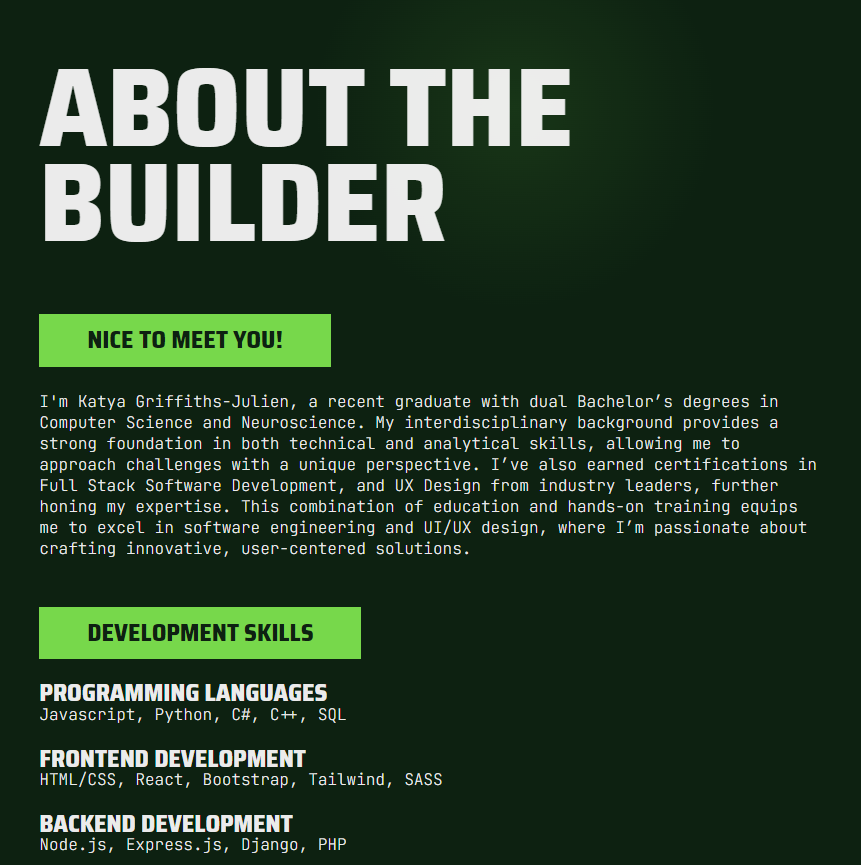 ABOUT THE
BUILDER
NICE TO MEET YOU!
I'm Katya Griffiths-Julien, a recent graduate with dual Bachelor’s degrees in
Computer Science and Neuroscience. My interdisciplinary background provides a
strong foundation in both technical and analytical skills, allowing me to
approach challenges with a unique perspective. I’ve also earned certifications in
Full Stack Software Development, and UX Design from industry leaders, further
honing my expertise. This combination of education and hands-on training equips
me to excel in software engineering and UI/UX design, where I’m passionate about
crafting innovative, user-centered solutions.
DEVELOPMENT SKILLS
PROGRAMMING LANGUAGES
Javascript, Python, C#, C++, SQL
FRONTEND DEVELOPMENT
HTML/CSS, React, Bootstrap, Tailwind, SASS
BACKEND DEVELOPMENT
Node.js, Express.js, Django, PHP